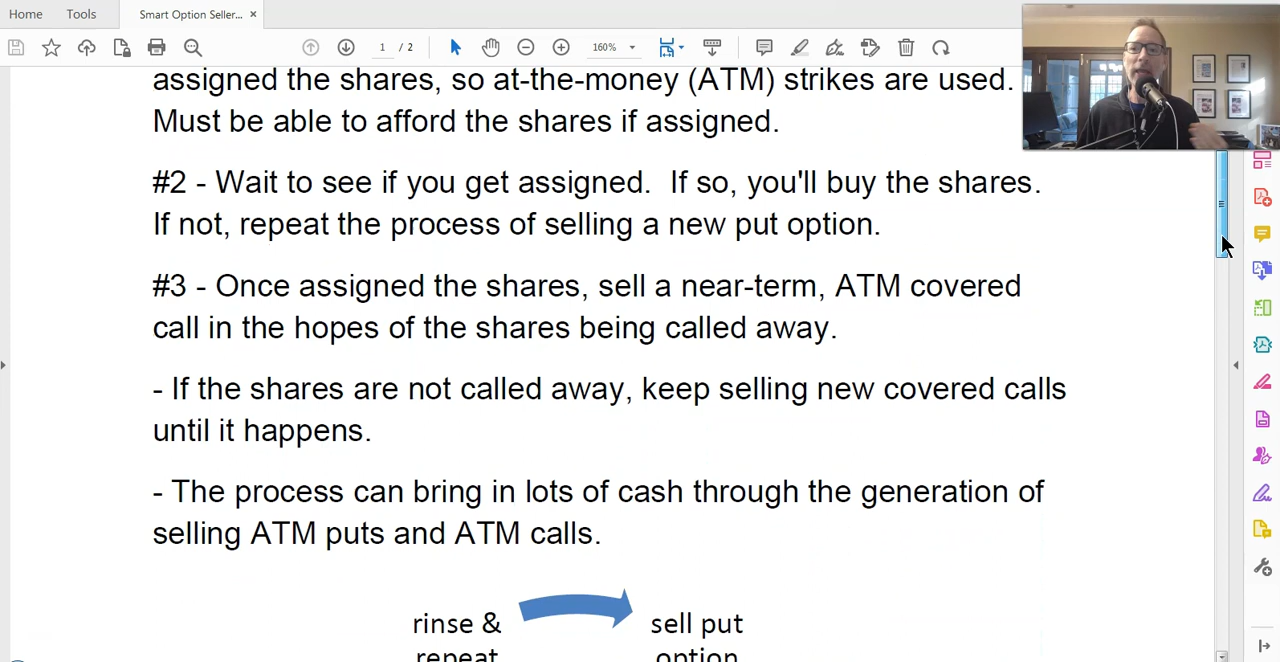 Home Tools Smart Option Seller... ×
1 / 2 160%
assigned the shares, so at-the-money (ATM) strikes are used.
Must be able to afford the shares if assigned.
#2 - Wait to see if you get assigned.  If so, you'll buy the shares.
If not, repeat the process of selling a new put option.
#3 - Once assigned the shares, sell a near-term, ATM covered
call in the hopes of the shares being called away.
- If the shares are not called away, keep selling new covered calls
until it happens.
- The process can bring in lots of cash through the generation of
selling ATM puts and ATM calls.
rinse & sell put
repeat option